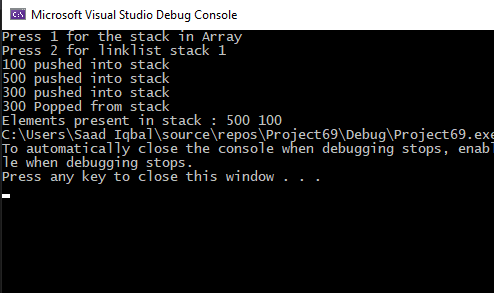 C:\ Microsoft Visual Studio Debug Console
Press 1 for the stack in Array
Press 2 for linklist stack 1
100 pushed into stack
500 pushed into stack
300 pushed into stack
300 Popped from stack
Elements present in stack : 500 100
C:\Users\Saad Iqbal\source\repos\Project69\Debug\Project69.exe
To automatically close the console when debugging stops, enabl
le when debugging stops.
Press any key to close this window . . .